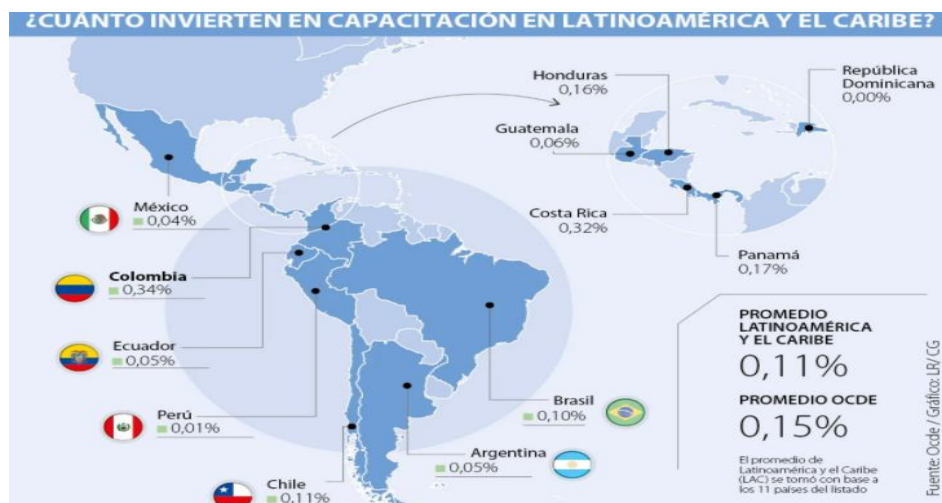 ¿CUÁNTO INVIERTEN EN CAPACITACIÓN EN LATINOAMÉRICA Y EL CARIBE?
Honduras
0,16%
República
Dominicana
0,00%
Guatemala
0,06%
Costa Rica
0,32%
Panamá
0,17%
México
0,04%
Colombia
0,34%
Ecuador
0,05%
Perú
0,01%
Chile
0,11%
Argentina
0,05%
Brasil
0,10%
PROMEDIO
LATINOAMÉRICA
Y EL CARIBE
0,11%
PROMEDIO OCDE
0,15%
El promedio de
Latinoamérica y el Caribe
(LAC) se tomó con base a
los 11 países del listado
Fuente: Ocde / Gráfico: LR/ CG